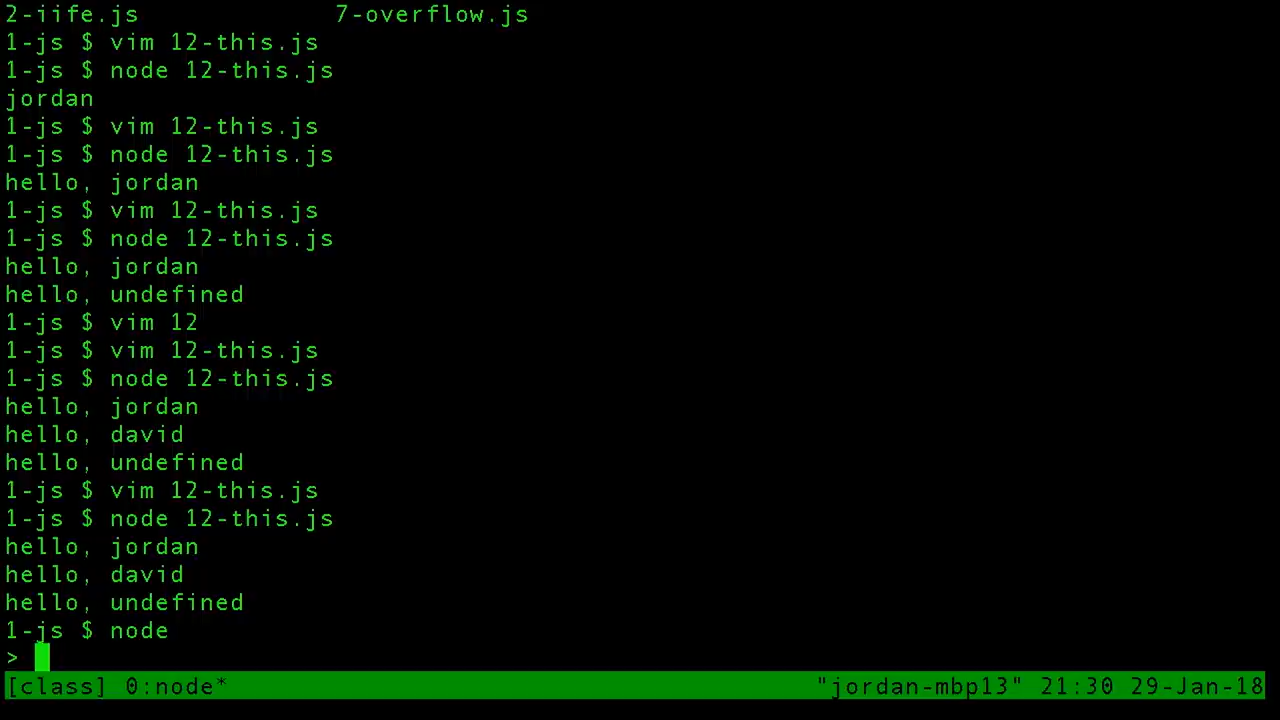 2-iife.js 7-overflow.js
1-js $ vim 12-this.js
1-js $ node 12-this.js
jordan
1-js $ vim 12-this.js
1-js $ node 12-this.js
hello, jordan
1-js $ vim 12-this.js
1-js $ node 12-this.js
hello, jordan
hello, undefined
1-js $ vim 12
1-js $ vim 12-this.js
1-js $ node 12-this.js
hello, jordan
hello, david
hello, undefined
1-js $ vim 12-this.js
1-js $ node 12-this.js
hello, jordan
hello, david
hello, undefined
1-js $ node
>
[class] 0:node* "jordan-mbp13" 21:30 29-Jan-18